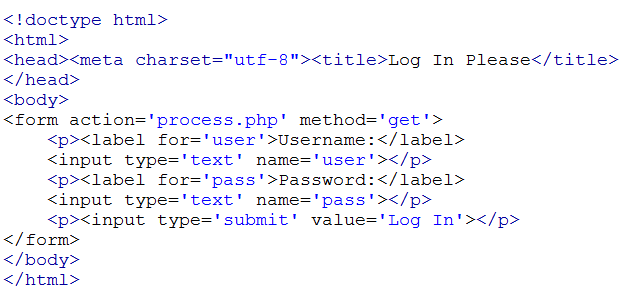 <!doctype html>
<html>
<head><meta charset="utf-8"><title>Log In Please</title>
</head>
<body>
<form action='process.php' method='get'>
    <p><label for='user'>Username:</label>
    <input type='text' name='user'></p>
    <p><label for='pass'>Password:</label>
    <input type='text' name='pass'></p>
    <p><input type='submit' value='Log In'></p>
</form>
</body>
</html>